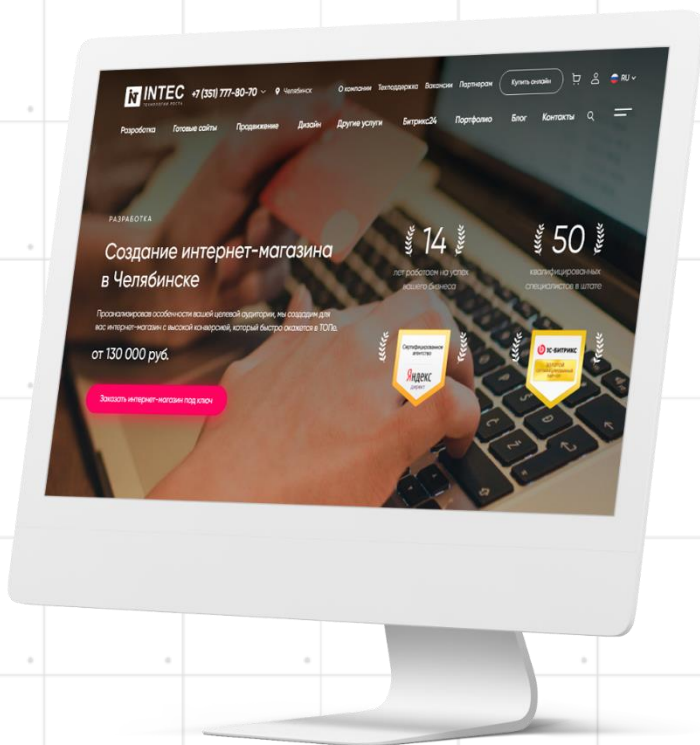 INTEC
ТЕХНОЛОГИИ РОСТА
+7 (351) 777-80-70
Челябинск
О компании Техподдержка Вакансии Партнерам
Купить онлайн
RU
Разработка Готовые сайты Продвижение Дизайн Другие услуги Битрикс24 Портфолио Блог Контакты
РАЗРАБОТКА
Создание интернет-магазина
в Челябинске
Проанализировав особенности вашей целевой аудитории, мы создадим для
вас интернет-магазин с высокой конверсией, который быстро окажется в ТОПе.
от 130 000 руб.
Заказать интернет-магазин под ключ
14
лет работаем на успех
вашего бизнеса
50
квалифицированных
специалистов в штате
Сертифицированное
агентство
Яндекс
Директ
1С-БИТРИКС